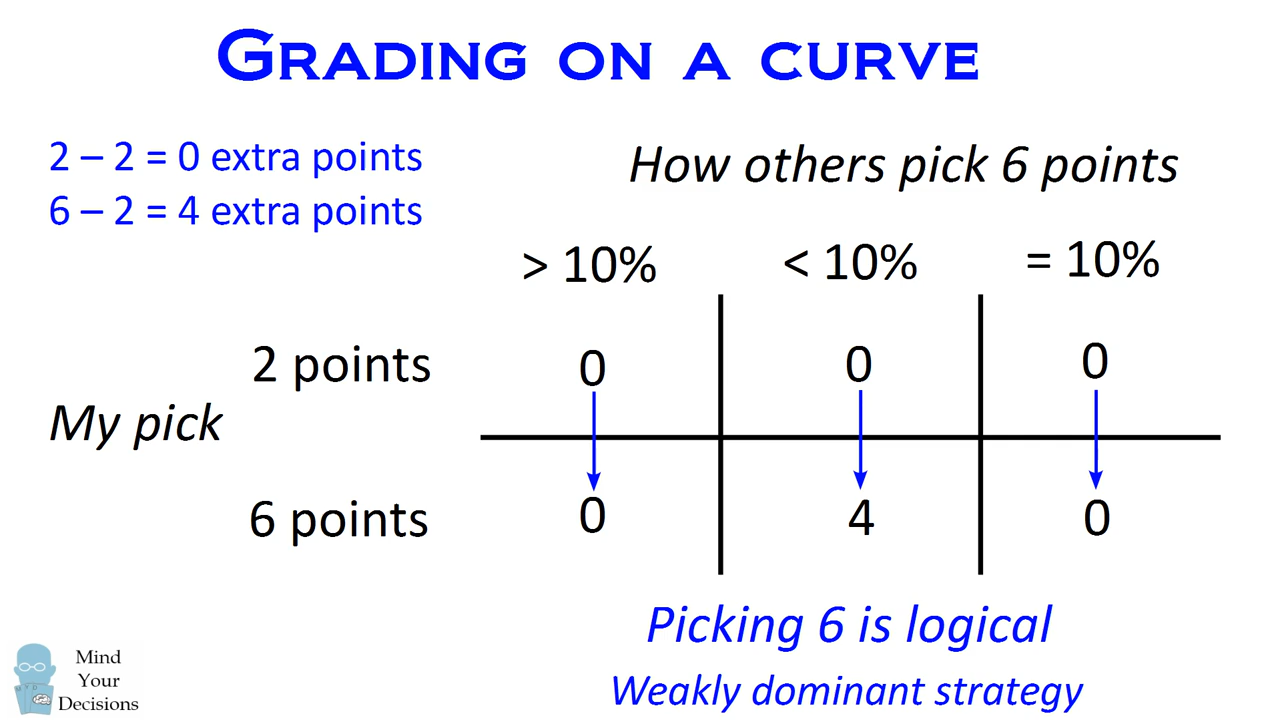 GRADING ON A CURVE
2 – 2 = 0 extra points
6 – 2 = 4 extra points
How others pick 6 points
> 10% < 10% = 10%
2 points 0 0 0
My pick
6 points 0 4 0
Picking 6 is logical
Weakly dominant strategy
Mind
Your
Decisions